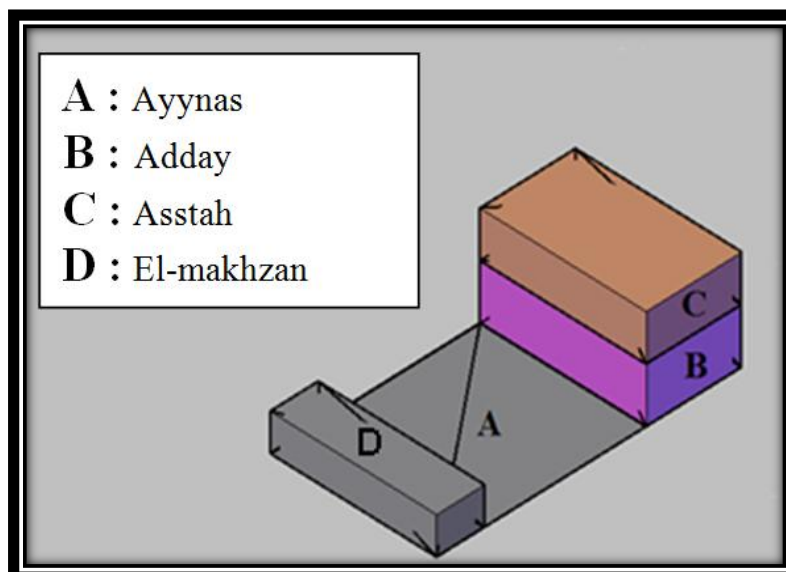 A : Ayynas
B : Adday
C : Asstah
D : El-makhzan
C
B
A
D